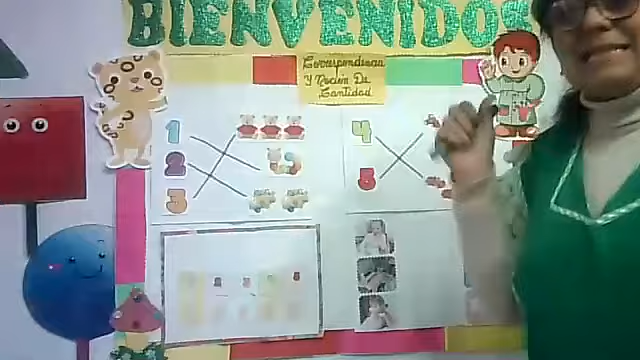 BIENVENIDOS
Correspondencia
Y Noción De
Cantidad
1
4
2
3
5